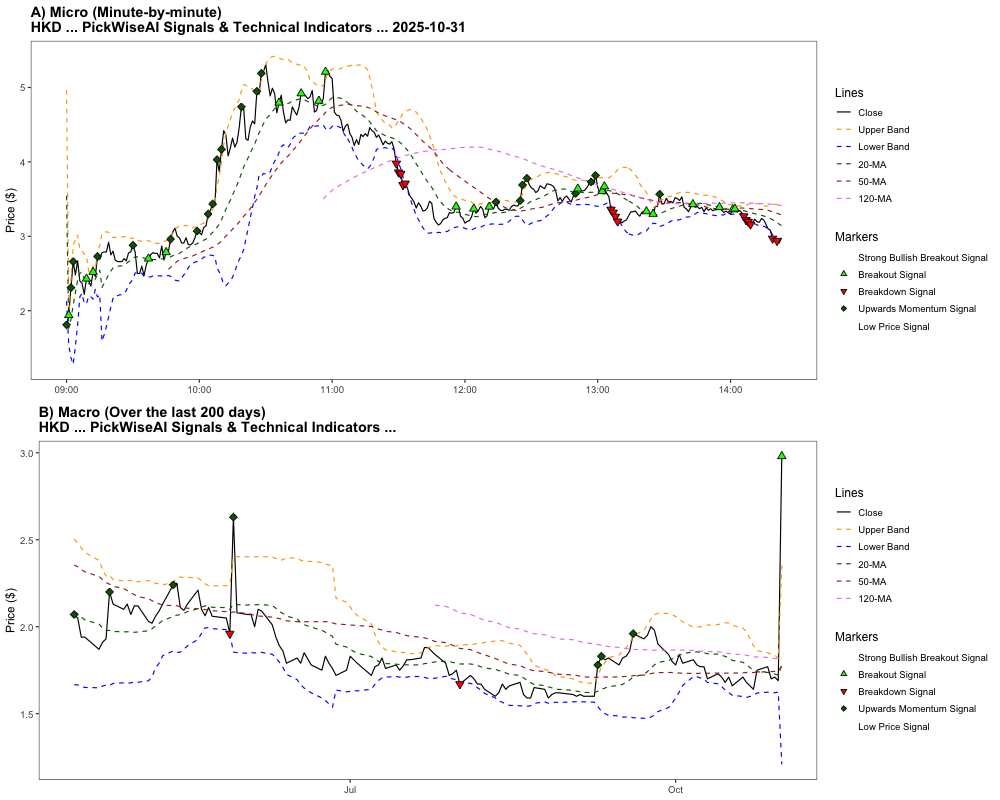 A) Micro (Minute-by-minute)
HKD ... PickWiseAI Signals & Technical Indicators ... 2025-10-31
Price ($)
5
4
3
2
09:00
10:00
11:00
12:00
13:00
14:00
Lines
Close
Upper Band
Lower Band
20-MA
50-MA
120-MA
Markers
Strong Bullish Breakout Signal
Breakout Signal
Breakdown Signal
Upwards Momentum Signal
Low Price Signal
B) Macro (Over the last 200 days)
HKD ... PickWiseAI Signals & Technical Indicators ...
Price ($)
3.0
2.5
2.0
1.5
Jul
Oct
Lines
Close
Upper Band
Lower Band
20-MA
50-MA
120-MA
Markers
Strong Bullish Breakout Signal
Breakout Signal
Breakdown Signal
Upwards Momentum Signal
Low Price Signal